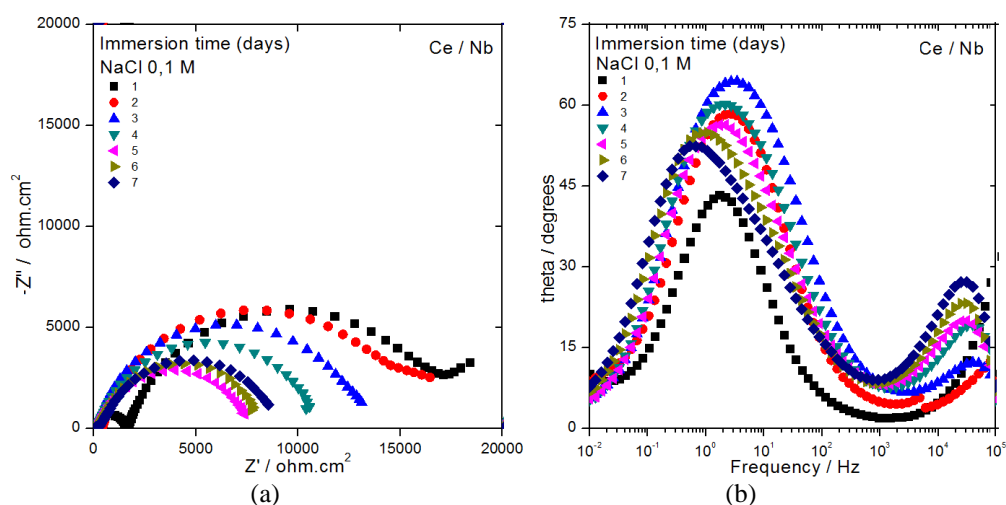 20000
15000
10000
5000
0
-Z" / ohm.cm²
Immersion time (days)
NaCl 0,1 M
1
2
3
4
5
6
7
Ce / Nb
0 5000 10000 15000 20000
Z' / ohm.cm²
(a)
75
60
45
30
15
0
theta / degrees
Immersion time (days)
NaCl 0,1 M
1
2
3
4
5
6
7
Ce / Nb
10⁻² 10⁻¹ 10⁰ 10¹ 10² 10³ 10⁴ 10⁵
Frequency / Hz
(b)